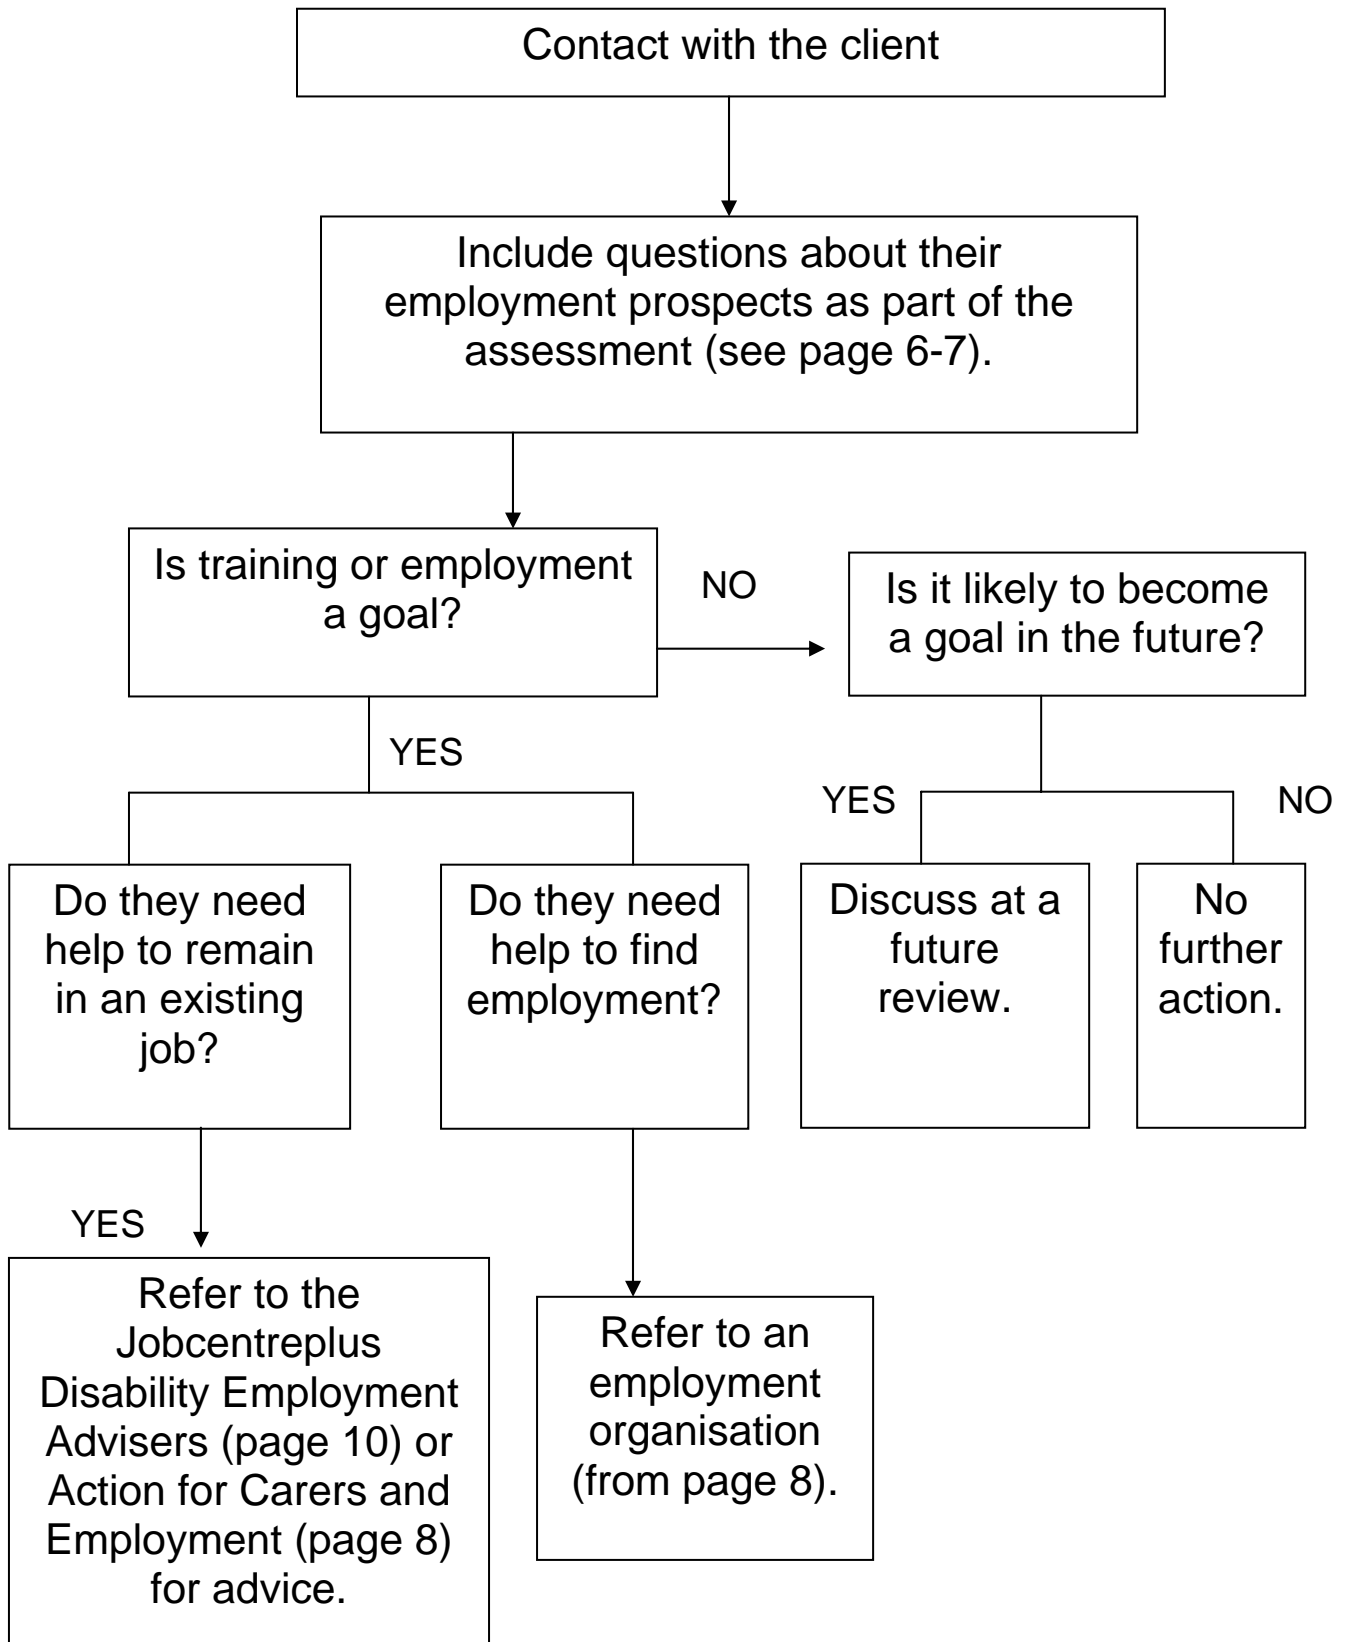 Contact with the client
Include questions about their
employment prospects as part of the
assessment (see page 6-7).
Is training or employment
a goal?
NO
Is it likely to become
a goal in the future?
YES
YES
NO
Do they need
help to remain
in an existing
job?
Do they need
help to find
employment?
Discuss at a
future
review.
No
further
action.
YES
Refer to the
Jobcentreplus
Disability Employment
Advisers (page 10) or
Action for Carers and
Employment (page 8)
for advice.
Refer to an
employment
organisation
(from page 8).